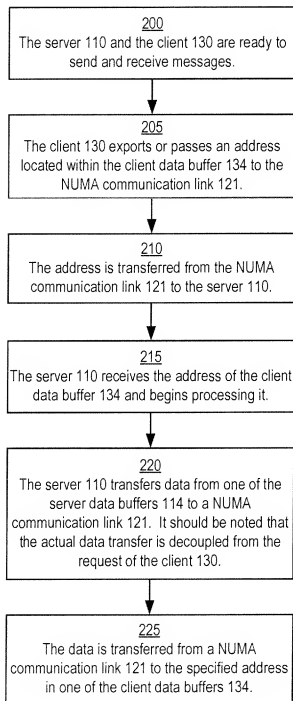 200
The server 110 and the client 130 are ready to
send and receive messages.
205
The client 130 exports or passes an address
located within the client data buffer 134 to the
NUMA communication link 121.
210
The address is transferred from the NUMA
communication link 121 to the server 110.
215
The server 110 receives the address of the client
data buffer 134 and begins processing it.
220
The server 110 transfers data from one of the
server data buffers 114 to a NUMA
communication link 121.  It should be noted that
the actual data transfer is decoupled from the
request of the client 130.
225
The data is transferred from a NUMA
communication link 121 to the specified address
in one of the client data buffers 134.